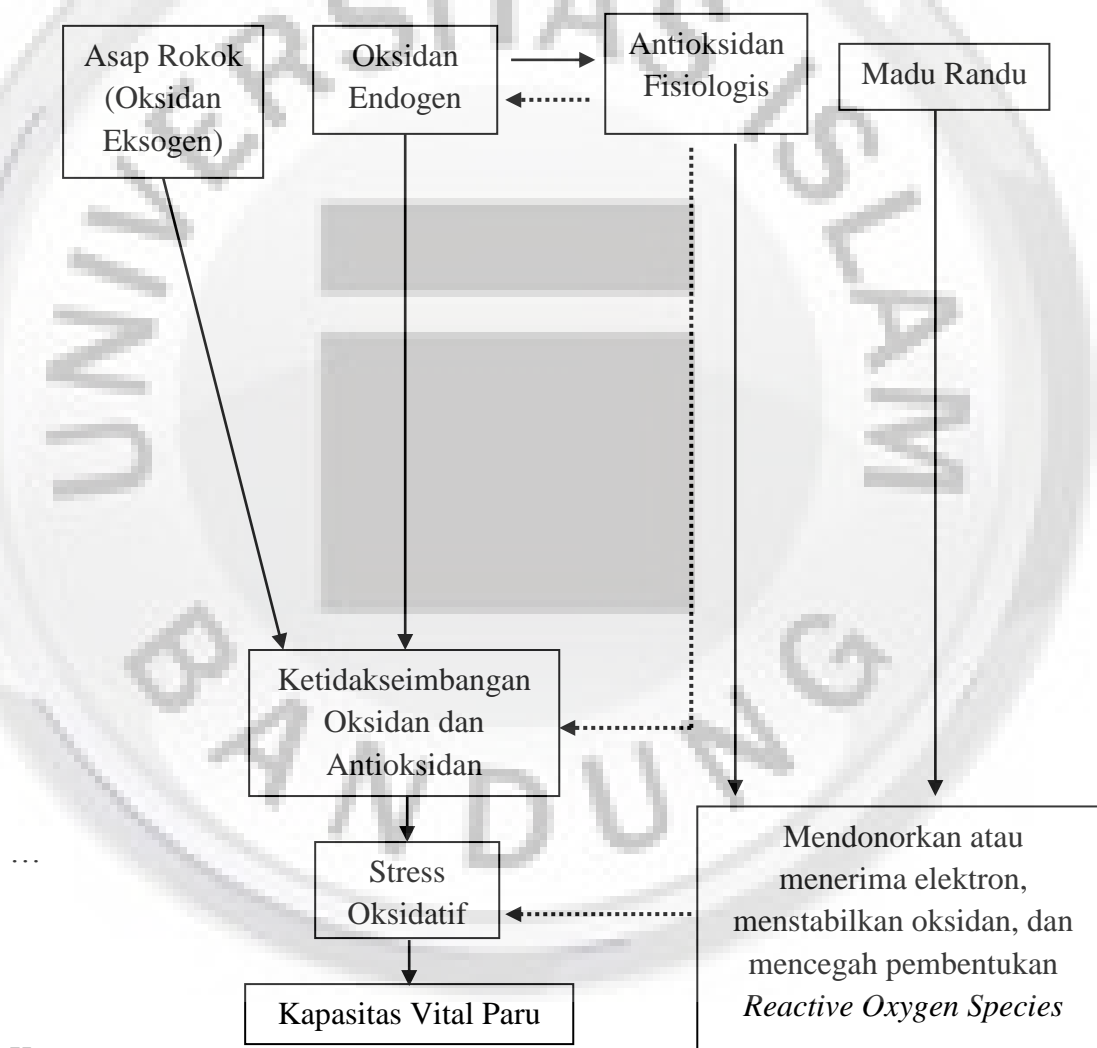 Asap Rokok
(Oksidan
Eksogen)
Oksidan
Endogen
Antioksidan
Fisiologis
Madu Randu
UNIVERSITAS ISLAM
BANDUNG
Ketidakseimbangan
Oksidan dan
Antioksidan
…
Stress
Oksidatif
Kapasitas Vital Paru
Mendonorkan atau
menerima elektron,
menstabilkan oksidan, dan
mencegah pembentukan
Reactive Oxygen Species